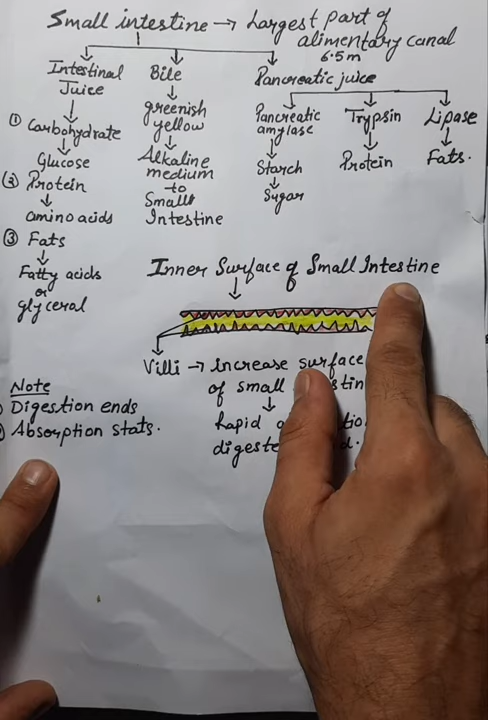 Small intestine → Largest part of
alimentary canal
6.5m
Intestinal Juice
① Carbohydrate
↓
Glucose
② Protein
↓
amino acids
③ Fats
↓
Fatty acids
or
glyceral
Bile
↓
greenish
yellow
↓
Alkaline
medium
to
Small
Intestine
Pancreatic juice
Pancreatic
amylase
↓
Starch
↓
Sugar
Trypsin
↓
Protein
Lipase
↓
Fats.
Inner Surface of Small Intestine
Villi → increase surface
of small
↓
Rapid
Note
Digestion ends
Absorption stats.